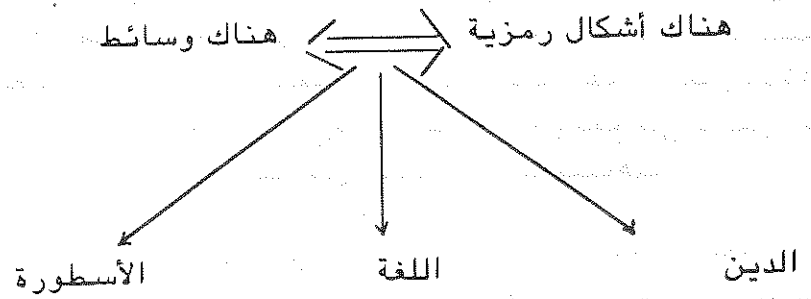 هناك أشكال رمزية هناك وسائط
الدين اللغة الأسطورة